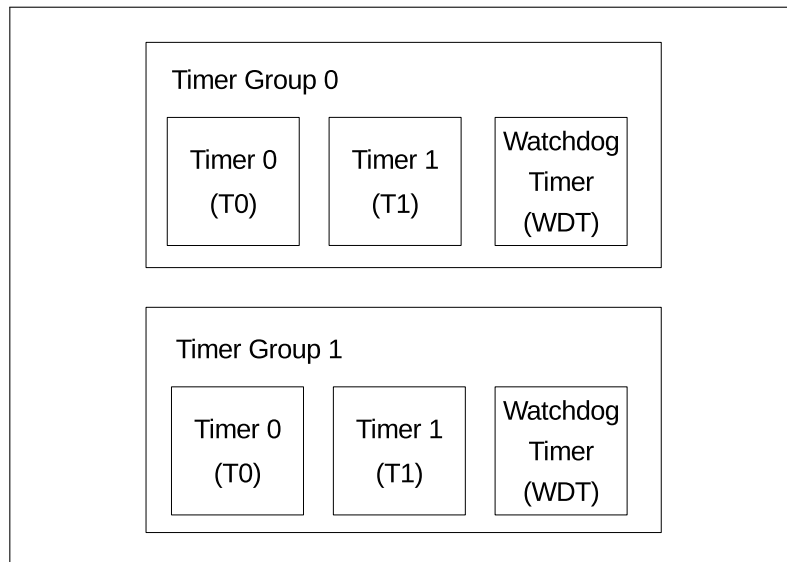 Timer Group 0
Timer 0
(T0)
Timer 1
(T1)
Watchdog
Timer
(WDT)
Timer Group 1
Timer 0
(T0)
Timer 1
(T1)
Watchdog
Timer
(WDT)